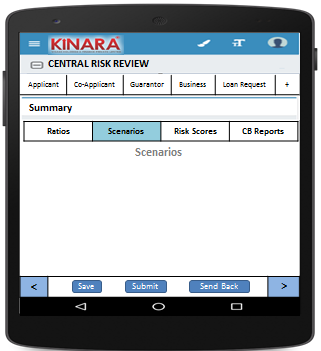 KINARA
T T
CENTRAL RISK REVIEW
Applicant Co-Applicant Guarantor Business Loan Request +
Summary
Ratios Scenarios Risk Scores CB Reports
Scenarios
< Save Submit Send Back >